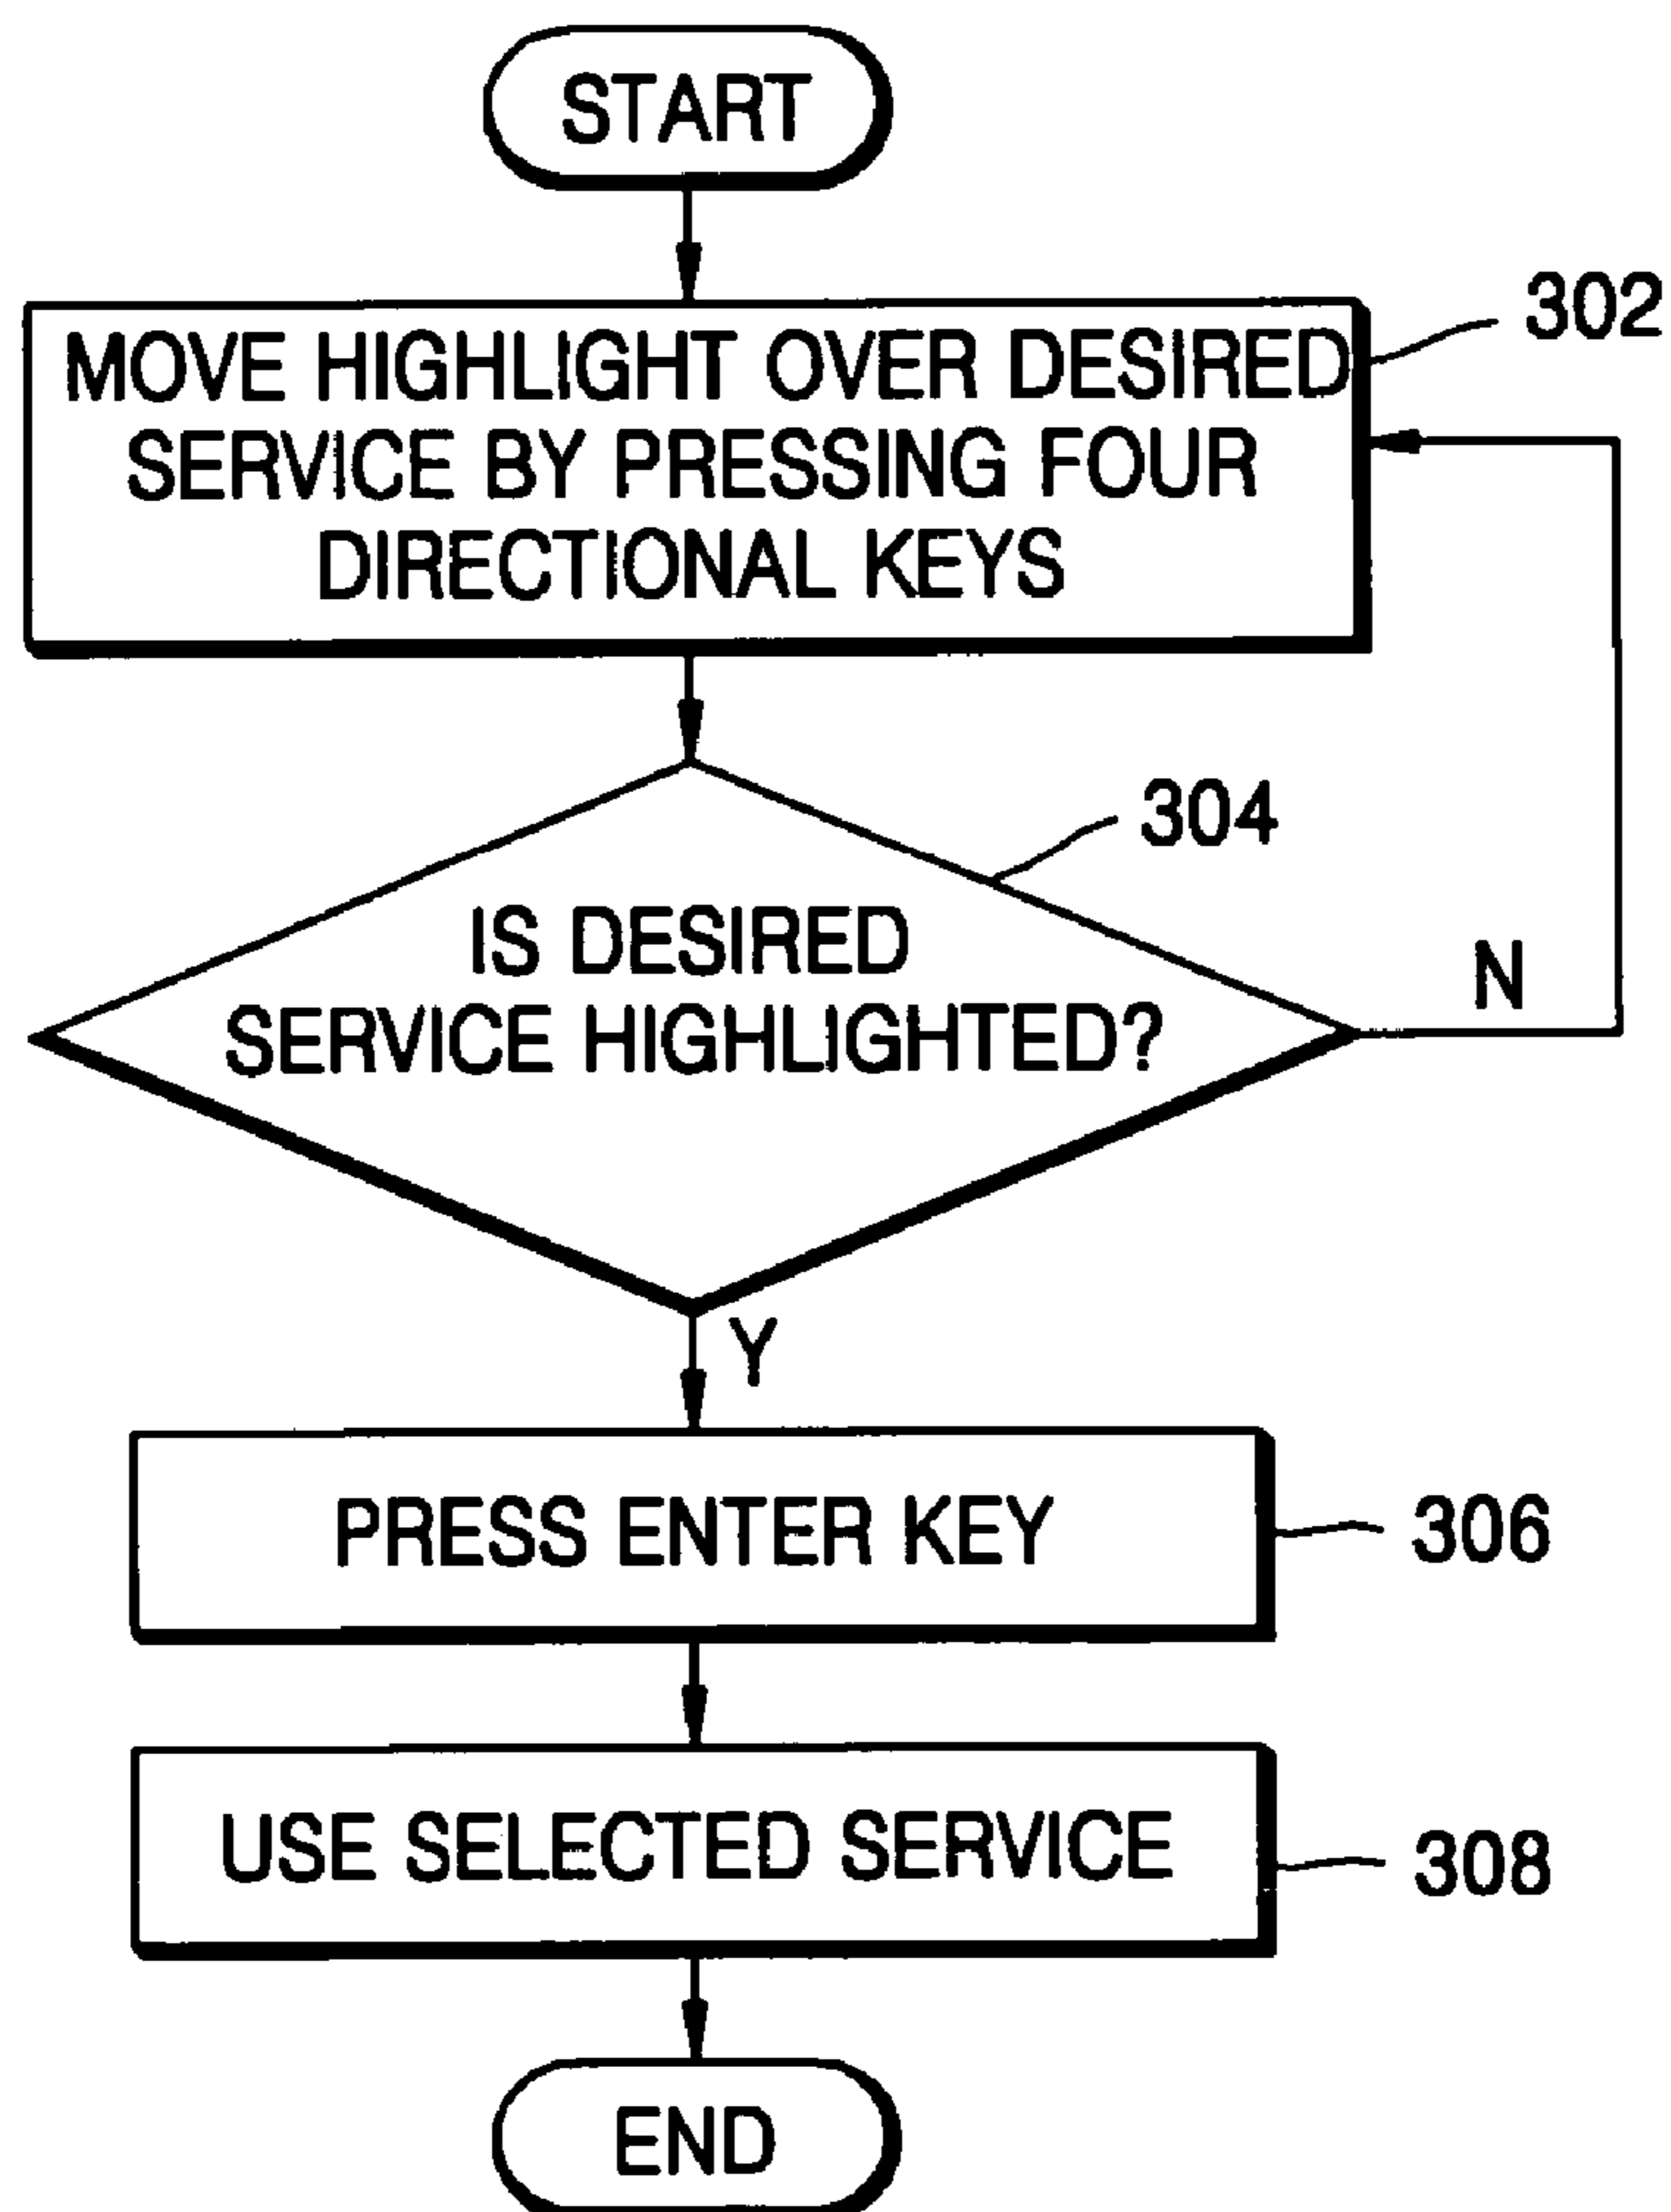 START
302
MOVE HIGHLIGHT OVER DESIRED
SERVICE BY PRESSING FOUR
DIRECTIONAL KEYS
304
IS DESIRED
SERVICE HIGHLIGHTED?
N
Y
PRESS ENTER KEY
306
USE SELECTED SERVICE
308
END